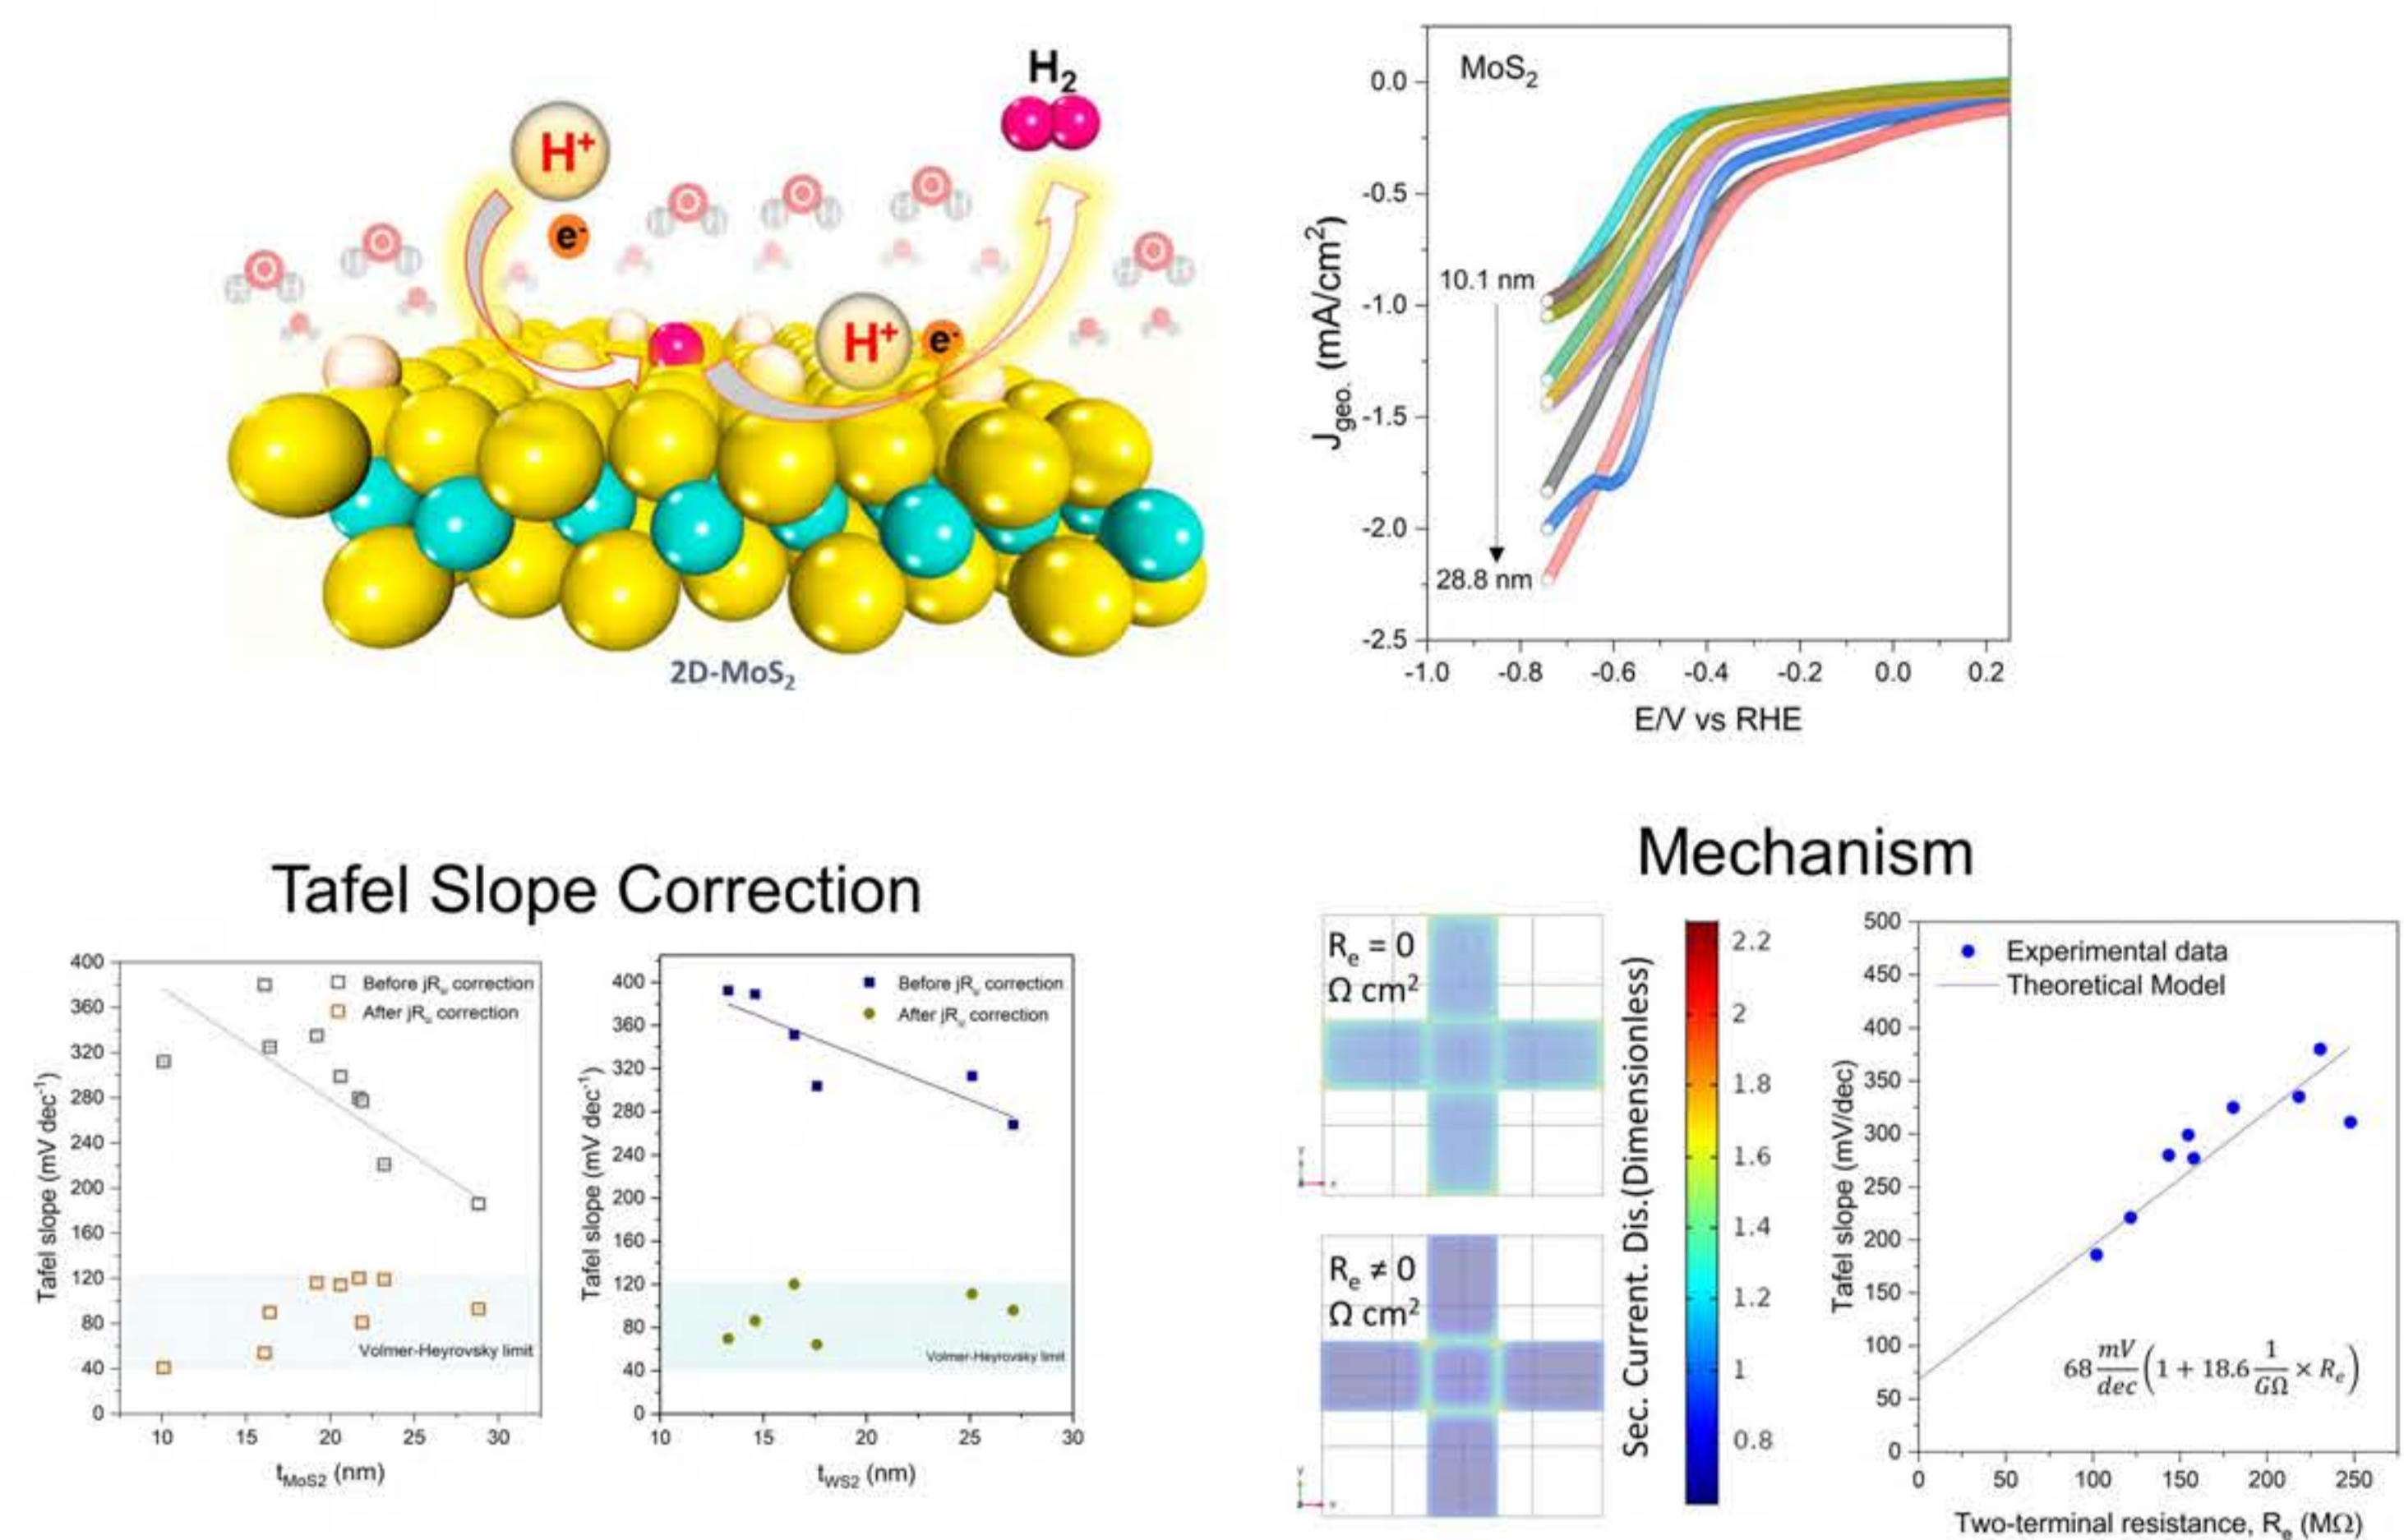 H₂
H⁺
e⁻
H⁺
e⁻
2D-MoS₂
MoS₂
0.0
-0.5
-1.0
-1.5
-2.0
-2.5
10.1 nm
28.8 nm
J_geo. (mA/cm²)
-1.0 -0.8 -0.6 -0.4 -0.2 0.0 0.2
E/V vs RHE
Tafel Slope Correction
400
360
320
280
240
200
160
120
80
40
0
Tafel slope (mV dec⁻¹)
Before jRᵤ correction
After jRᵤ correction
Volmer-Heyrovsky limit
10 15 20 25 30
t_MoS2 (nm)
400
360
320
280
240
200
160
120
80
40
0
Tafel slope (mV dec⁻¹)
Before jRᵤ correction
After jRᵤ correction
Volmer-Heyrovsky limit
10 15 20 25 30
t_WS2 (nm)
Mechanism
Rₑ = 0
Ω cm²
Rₑ ≠ 0
Ω cm²
Sec. Current. Dis.(Dimensionless)
2.2
2
1.8
1.6
1.4
1.2
1
0.8
500
450
400
350
300
250
200
150
100
50
0
Tafel slope (mV/dec)
Experimental data
Theoretical Model
68 mV/dec (1 + 18.6 1/GΩ × Rₑ)
0 50 100 150 200 250
Two-terminal resistance, Rₑ (MΩ)